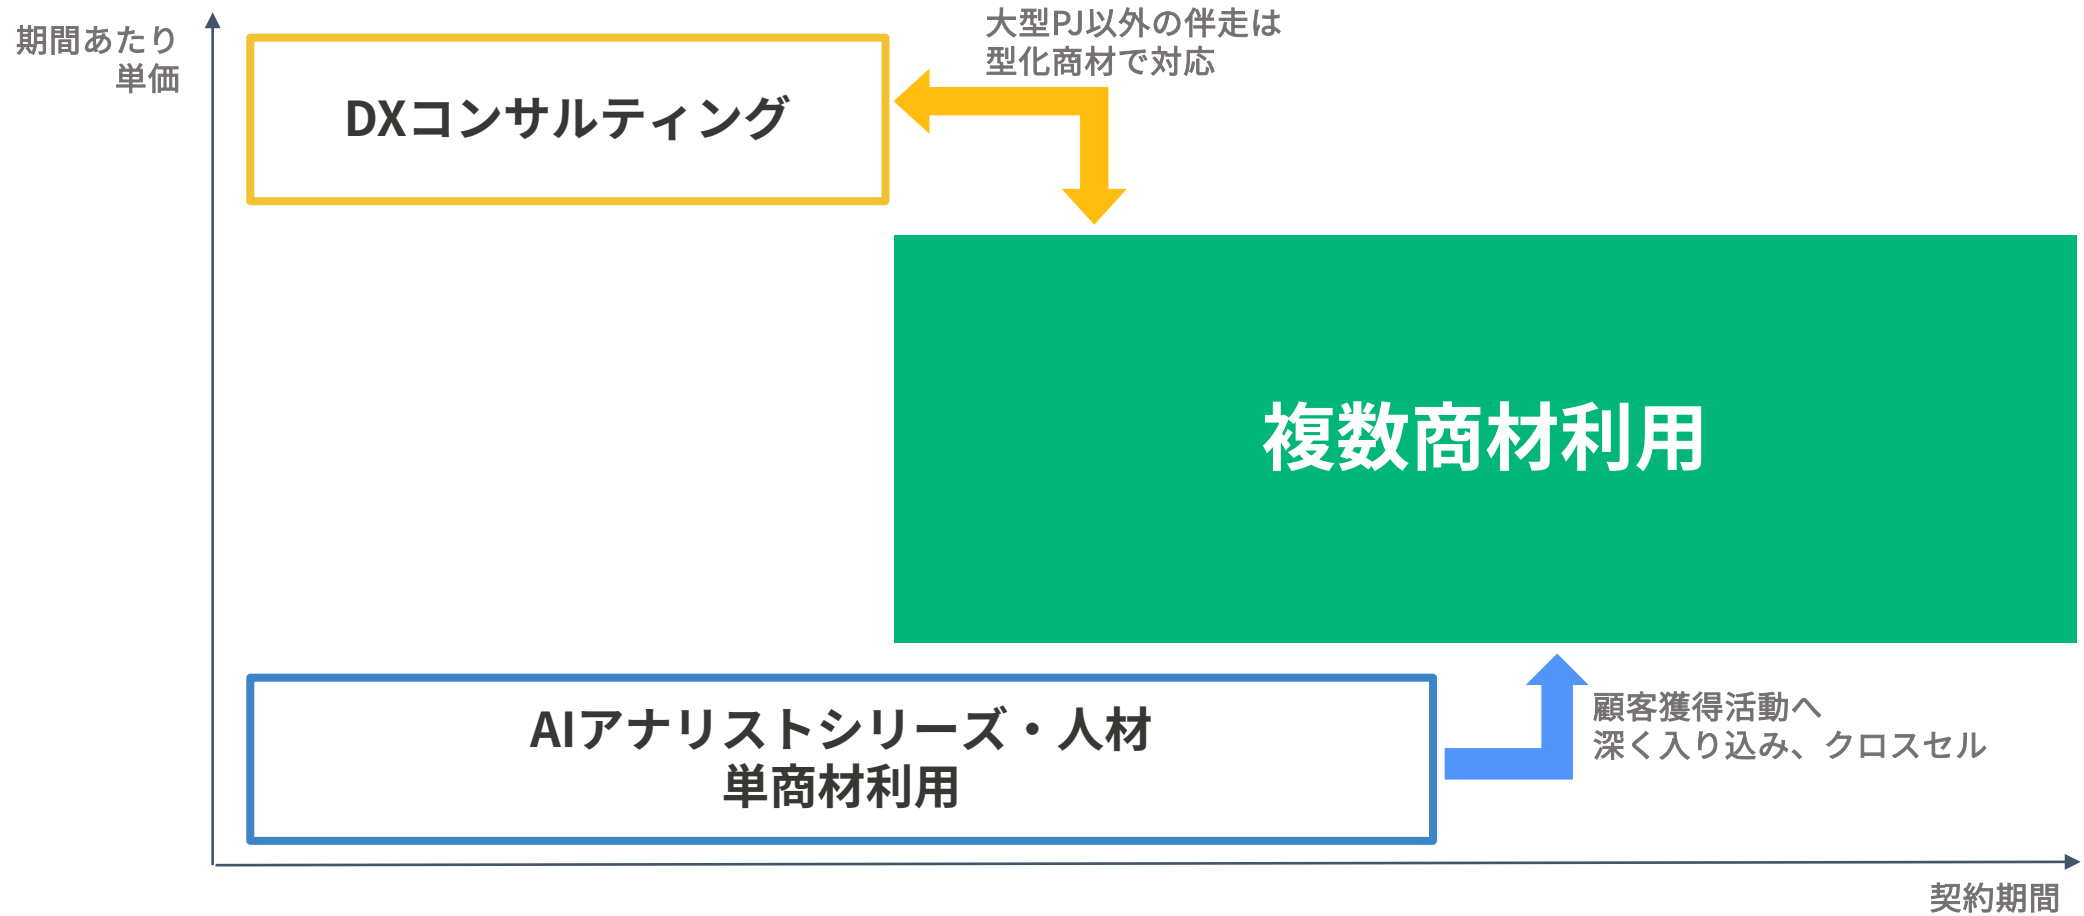 期間あたり
単価
DXコンサルティング
大型PJ以外の伴走は
型化商材で対応
複数商材利用
AIアナリストシリーズ・人材
単商材利用
顧客獲得活動へ
深く入り込み、クロスセル
契約期間